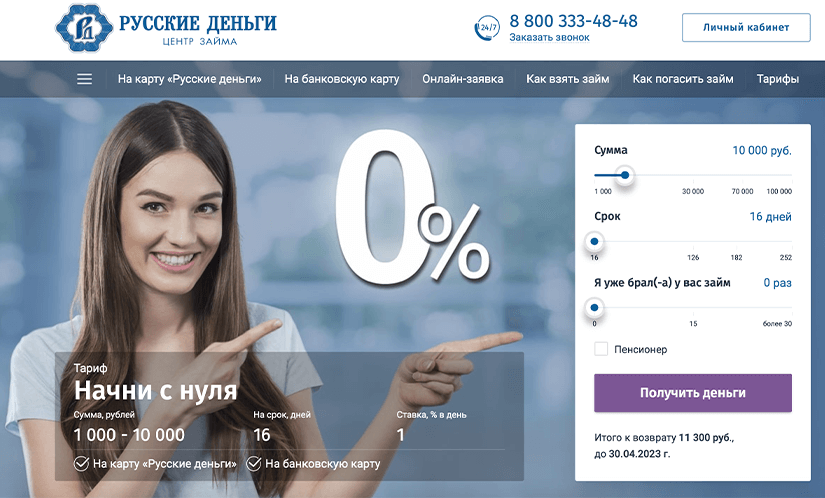 РУССКИЕ ДЕНЬГИ
ЦЕНТР ЗАЙМА
24/7
8 800 333-48-48
Заказать звонок
Личный кабинет
На карту «Русские деньги» На банковскую карту Онлайн-заявка Как взять займ Как погасить займ Тарифы
0%
Сумма 10 000 руб.
1 000 30 000 70 000 100 000
Срок 16 дней
16 126 182 252
Я уже брал(-а) у вас займ 0 раз
0 15 более 30
Пенсионер
Получить деньги
Итого к возврату 11 300 руб.,
до 30.04.2023 г.
Тариф
Начни с нуля
Сумма, рублей На срок, дней Ставка, % в день
1 000 - 10 000 16 1
На карту «Русские деньги» На банковскую карту